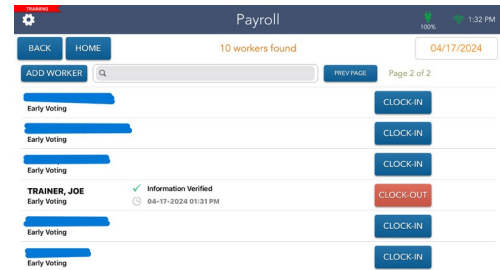 TRAINING
Payroll
100%
1:32 PM
BACK
HOME
10 workers found
04/17/2024
ADD WORKER
PREV PAGE
Page 2 of 2
CLOCK-IN
Early Voting
CLOCK-IN
Early Voting
CLOCK-IN
Early Voting
TRAINER, JOE
Information Verified
CLOCK-OUT
Early Voting
04-17-2024 01:31 PM
CLOCK-IN
Early Voting
CLOCK-IN
Early Voting